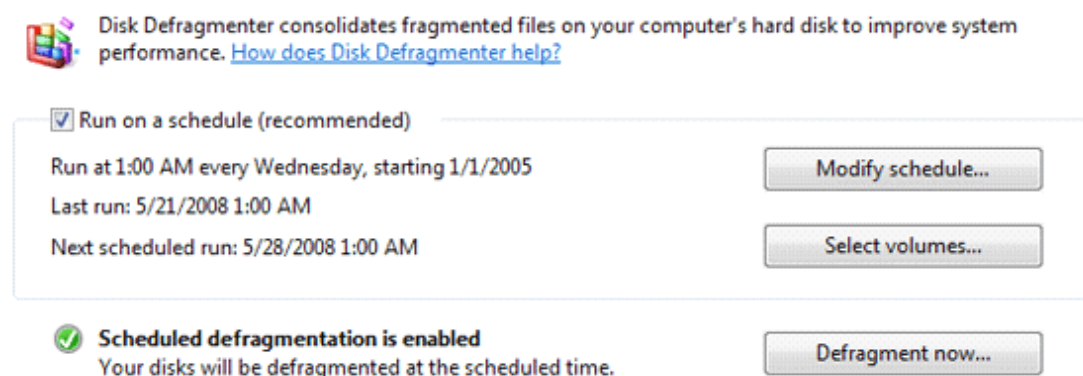 Disk Defragmenter consolidates fragmented files on your computer's hard disk to improve system
performance. How does Disk Defragmenter help?
Run on a schedule (recommended)
Run at 1:00 AM every Wednesday, starting 1/1/2005
Modify schedule...
Last run: 5/21/2008 1:00 AM
Next scheduled run: 5/28/2008 1:00 AM
Select volumes...
Scheduled defragmentation is enabled
Your disks will be defragmented at the scheduled time.
Defragment now...